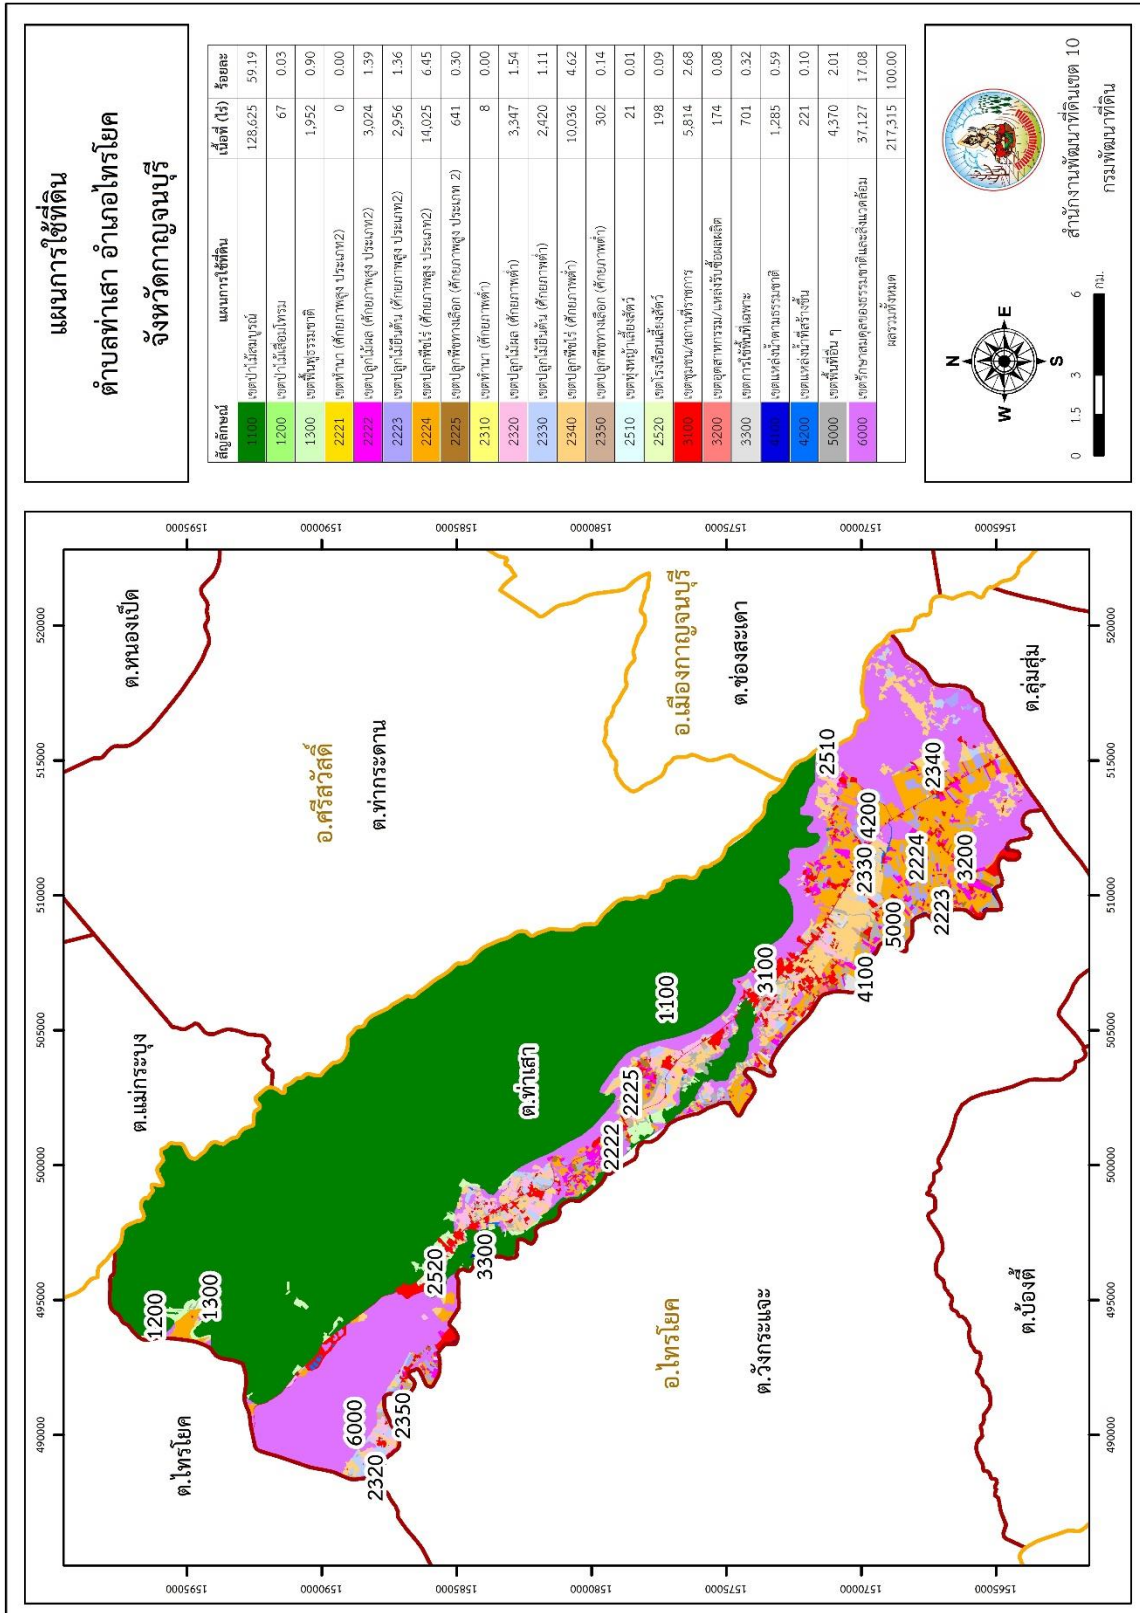 แผนการใช้ที่ดิน
ตำบลท่าเสา อำเภอไทรโยค
จังหวัดกาญจนบุรี
สัญลักษณ์ แผนการใช้ที่ดิน เนื้อที่ (ไร่) ร้อยละ
1100 เขตป่าไม้สมบูรณ์ 128,625 59.19
1200 เขตป่าไม้เสื่อมโทรม 67 0.03
1300 เขตฟื้นฟูธรรมชาติ 1,952 0.90
2221 เขตทำนา (ศักยภาพสูง ประเภท2) 0 0.00
2222 เขตปลูกไม้ผล (ศักยภาพสูง ประเภท2) 3,024 1.39
2223 เขตปลูกไม้ยืนต้น (ศักยภาพสูง ประเภท2) 2,956 1.36
2224 เขตปลูกพืชไร่ (ศักยภาพสูง ประเภท2) 14,025 6.45
2225 เขตปลูกพืชทางเลือก (ศักยภาพสูง ประเภท 2) 641 0.30
2310 เขตทำนา (ศักยภาพต่ำ) 8 0.00
2320 เขตปลูกไม้ผล (ศักยภาพต่ำ) 3,347 1.54
2330 เขตปลูกไม้ยืนต้น (ศักยภาพต่ำ) 2,420 1.11
2340 เขตปลูกพืชไร่ (ศักยภาพต่ำ) 10,036 4.62
2350 เขตปลูกพืชทางเลือก (ศักยภาพต่ำ) 302 0.14
2510 เขตทุ่งหญ้าเลี้ยงสัตว์ 21 0.01
2520 เขตโรงเรือนเลี้ยงสัตว์ 198 0.09
3100 เขตชุมชน/สถานที่ราชการ 5,814 2.68
3200 เขตอุตสาหกรรม/แหล่งรับซื้อผลผลิต 174 0.08
3300 เขตการใช้พื้นที่เฉพาะ 701 0.32
4100 เขตแหล่งน้ำตามธรรมชาติ 1,285 0.59
4200 เขตแหล่งน้ำที่สร้างขึ้น 221 0.10
5000 เขตพื้นที่อื่น ๆ 4,370 2.01
6000 เขตรักษาสมดุลของธรรมชาติและสิ่งแวดล้อม 37,127 17.08
ผลรวมทั้งหมด 217,315 100.00
N
W E
S
0 1.5 3 6
กม.
สำนักงานพัฒนาที่ดินเขต 10
กรมพัฒนาที่ดิน
490000 495000 500000 505000 510000 515000 520000
1595000
1590000
1585000
1580000
1575000
1570000
1565000
1595000
1590000
1585000
1580000
1575000
1570000
1565000
490000 495000 500000 505000 510000 515000 520000
ต.ไทรโยค
ต.แม่กระบุง
ต.หนองเป็ด
อ.ศรีสวัสดิ์
ต.ท่ากระดาน
อ.เมืองกาญจนบุรี
ต.ช่องสะเดา
ต.ท่าเสา
อ.ไทรโยค
ต.วังกระแจะ
ต.บ้องตี้
ต.ลุ่มสุ่ม
1200
1300
6000
2320
2350
2520
3300
2222
2225
1100
3100
2510
4200
2330
4100
5000
2224
2340
2223
3200